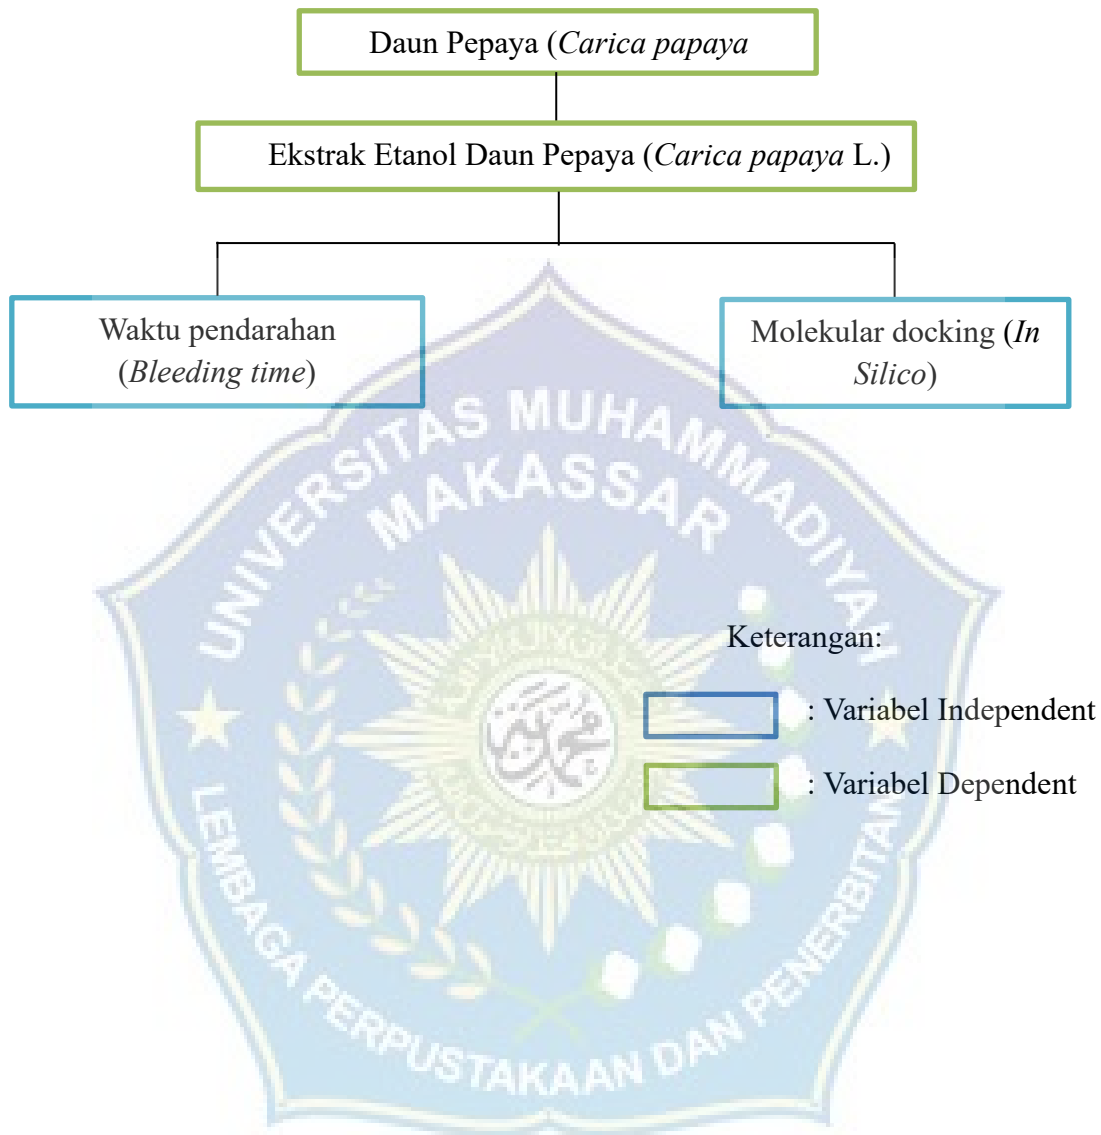 Daun Pepaya (Carica papaya
Ekstrak Etanol Daun Pepaya (Carica papaya L.)
Waktu pendarahan
(Bleeding time)
Molekular docking (In
Silico)
UNIVERSITAS MUHAMMADIYAH
MAKASSAR
Keterangan:
: Variabel Independent
: Variabel Dependent
LEMBAGA PERPUSTAKAAN DAN PENERBITAN